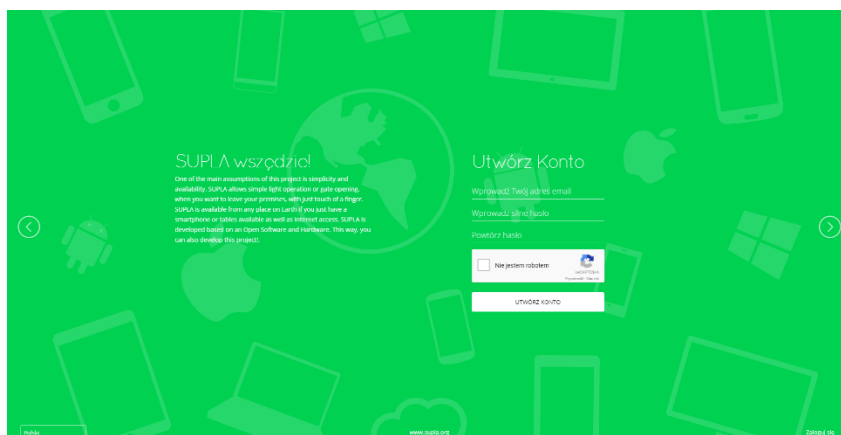 SUPLA wszędzie!
One of the main assumptions of this project is simplicity and
availability. SUPLA allows simple light operation or gate opening,
when you want to leave your premises, with just touch of a finger.
SUPLA is available from any place on Earth if you just have a
smartphone or tables available as well as Internet access. SUPLA is
developed based on an Open Software and Hardware. This way, you
can also develop this project!.
Utwórz Konto
Wprowadź Twój adres email
Wprowadź silne hasło
Powtórz hasło
Nie jestem robotem
reCAPTCHA
UTWÓRZ KONTO
Polski
www.supla.org
Zaloguj się